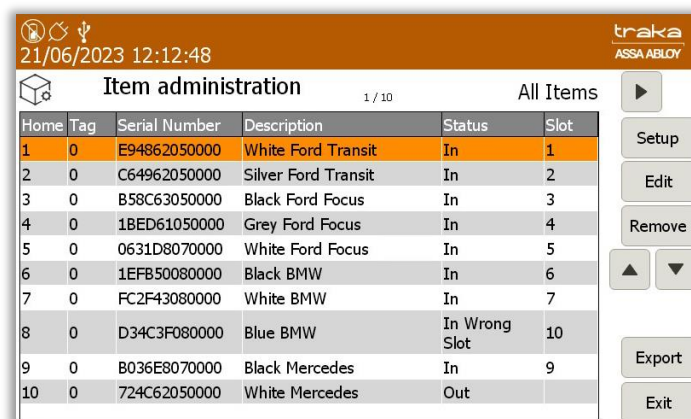 21/06/2023 12:12:48
traka
ASSA ABLOY
Item administration 1 / 10 All Items
Home Tag Serial Number Description Status Slot
1 0 E94862050000 White Ford Transit In 1
2 0 C64962050000 Silver Ford Transit In 2
3 0 B58C63050000 Black Ford Focus In 3
4 0 1BED61050000 Grey Ford Focus In 4
5 0 0631D8070000 White Ford Focus In 5
6 0 1EFB50080000 Black BMW In 6
7 0 FC2F43080000 White BMW In 7
8 0 D34C3F080000 Blue BMW In Wrong Slot 10
9 0 B036E8070000 Black Mercedes In 9
10 0 724C62050000 White Mercedes Out
Setup
Edit
Remove
Export
Exit